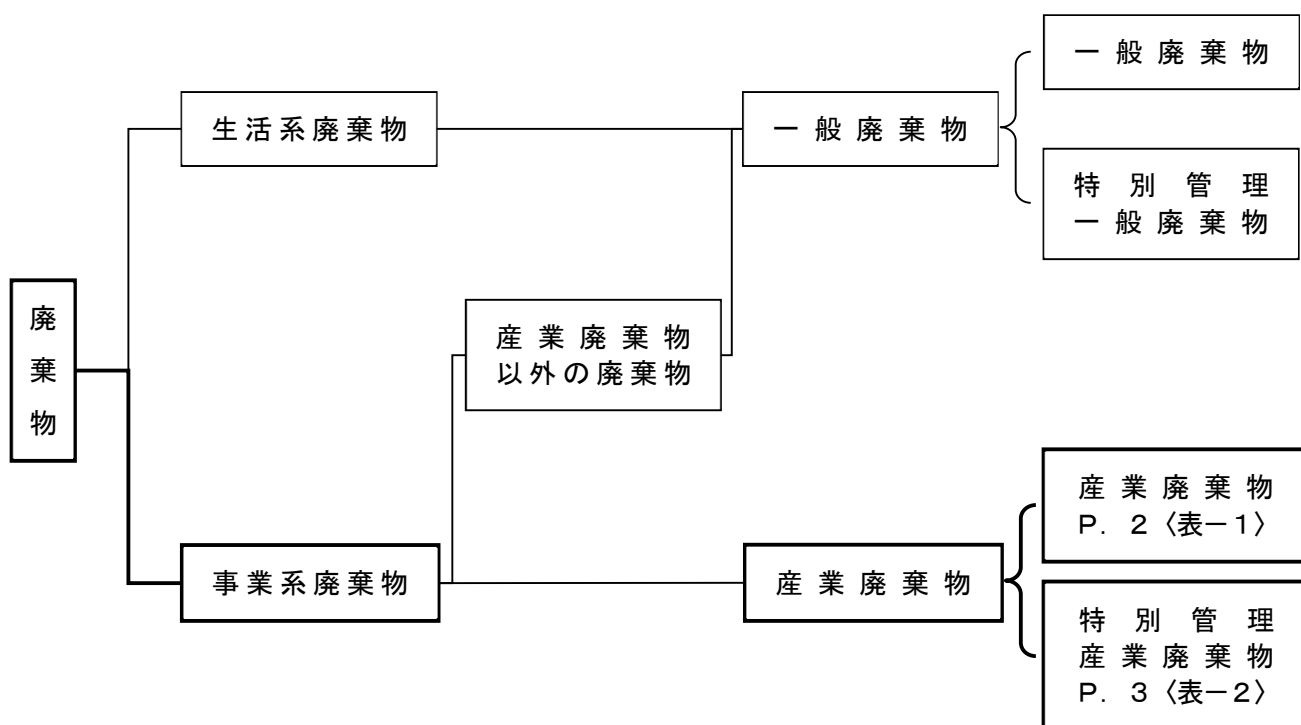 一般廃棄物
生活系廃棄物
一般廃棄物
特別管理
一般廃棄物
廃棄物
産業廃棄物
以外の廃棄物
産業廃棄物
P.2〈表－1〉
事業系廃棄物
産業廃棄物
特別管理
産業廃棄物
P.3〈表－2〉